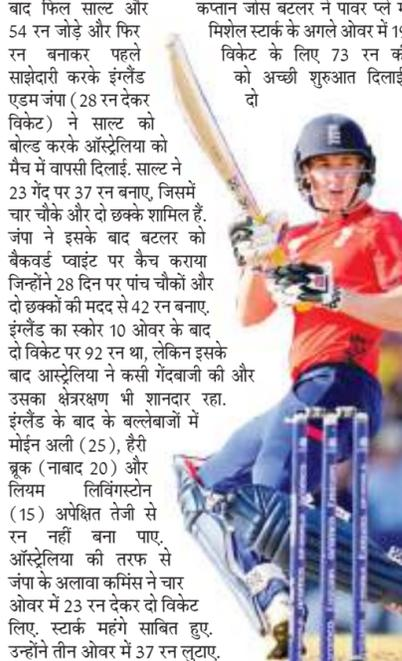 बाद फिल साल्ट और
54 रन जोड़े और फिर
रन बनाकर पहले
साझेदारी करके इंग्लैंड
एडम जंपा (28 रन देकर
विकेट) ने साल्ट को
बोल्ड करके ऑस्ट्रेलिया को
मैच में वापसी दिलाई. साल्ट ने
23 गेंद पर 37 रन बनाए, जिसमें
चार चौके और दो छक्के शामिल हैं.
जंपा ने इसके बाद बटलर को
बैकवर्ड प्वाइंट पर कैच कराया
जिन्होंने 28 दिन पर पांच चौकों और
दो छक्कों की मदद से 42 रन बनाए.
इंग्लैंड का स्कोर 10 ओवर के बाद
दो विकेट पर 92 रन था, लेकिन इसके
बाद आस्ट्रेलिया ने कसी गेंदबाजी की और
उसका क्षेत्ररक्षण भी शानदार रहा.
इंग्लैंड के बाद के बल्लेबाजों में
मोईन अली (25), हैरी
ब्रूक (नाबाद 20) और
लियम लिविंगस्टोन
(15) अपेक्षित तेजी से
रन नहीं बना पाए.
ऑस्ट्रेलिया की तरफ से
जंपा के अलावा कमिंस ने चार
ओवर में 23 रन देकर दो विकेट
लिए. स्टार्क महंगे साबित हुए.
उन्होंने तीन ओवर में 37 रन लुटाए.
कप्तान जोस बटलर ने पावर प्ले
मिशेल स्टार्क के अगले ओवर में 19
विकेट के लिए 73 रन की
को अच्छी शुरुआत दिलाई
दो